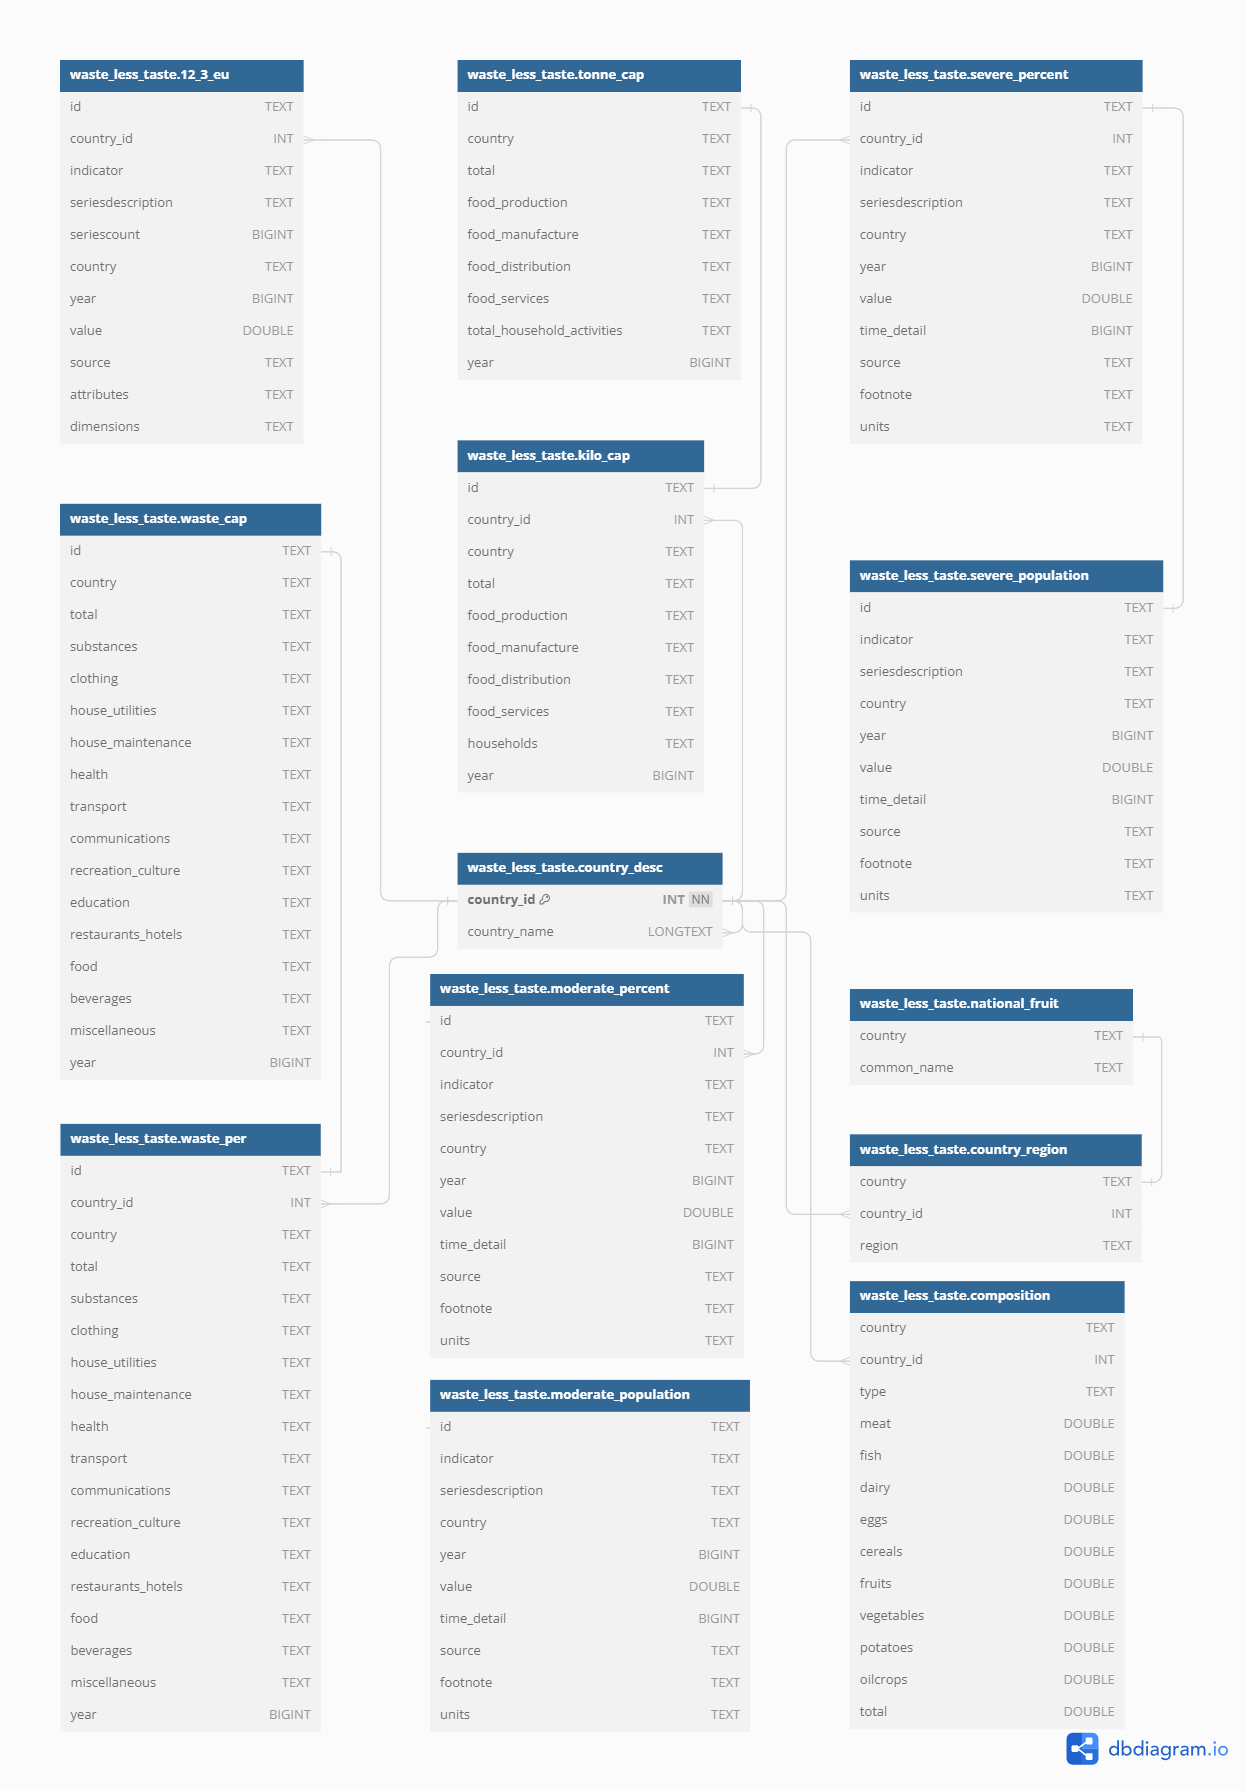 waste_less_taste.12_3_eu
id TEXT
country_id INT
indicator TEXT
seriesdescription TEXT
seriescount BIGINT
country TEXT
year BIGINT
value DOUBLE
source TEXT
attributes TEXT
dimensions TEXT
waste_less_taste.waste_cap
id TEXT
country TEXT
total TEXT
substances TEXT
clothing TEXT
house_utilities TEXT
house_maintenance TEXT
health TEXT
transport TEXT
communications TEXT
recreation_culture TEXT
education TEXT
restaurants_hotels TEXT
food TEXT
beverages TEXT
miscellaneous TEXT
year BIGINT
waste_less_taste.waste_per
id TEXT
country_id INT
country TEXT
total TEXT
substances TEXT
clothing TEXT
house_utilities TEXT
house_maintenance TEXT
health TEXT
transport TEXT
communications TEXT
recreation_culture TEXT
education TEXT
restaurants_hotels TEXT
food TEXT
beverages TEXT
miscellaneous TEXT
year BIGINT
waste_less_taste.tonne_cap
id TEXT
country TEXT
total TEXT
food_production TEXT
food_manufacture TEXT
food_distribution TEXT
food_services TEXT
total_household_activities TEXT
year BIGINT
waste_less_taste.kilo_cap
id TEXT
country_id INT
country TEXT
total TEXT
food_production TEXT
food_manufacture TEXT
food_distribution TEXT
food_services TEXT
households TEXT
year BIGINT
waste_less_taste.country_desc
country_id INT NN
country_name LONGTEXT
waste_less_taste.moderate_percent
id TEXT
country_id INT
indicator TEXT
seriesdescription TEXT
country TEXT
year BIGINT
value DOUBLE
time_detail BIGINT
source TEXT
footnote TEXT
units TEXT
waste_less_taste.moderate_population
id TEXT
indicator TEXT
seriesdescription TEXT
country TEXT
year BIGINT
value DOUBLE
time_detail BIGINT
source TEXT
footnote TEXT
units TEXT
waste_less_taste.severe_percent
id TEXT
country_id INT
indicator TEXT
seriesdescription TEXT
country TEXT
year BIGINT
value DOUBLE
time_detail BIGINT
source TEXT
footnote TEXT
units TEXT
waste_less_taste.severe_population
id TEXT
indicator TEXT
seriesdescription TEXT
country TEXT
year BIGINT
value DOUBLE
time_detail BIGINT
source TEXT
footnote TEXT
units TEXT
waste_less_taste.national_fruit
country TEXT
common_name TEXT
waste_less_taste.country_region
country TEXT
country_id INT
region TEXT
waste_less_taste.composition
country TEXT
country_id INT
type TEXT
meat DOUBLE
fish DOUBLE
dairy DOUBLE
eggs DOUBLE
cereals DOUBLE
fruits DOUBLE
vegetables DOUBLE
potatoes DOUBLE
oilcrops DOUBLE
total DOUBLE
dbdiagram.io